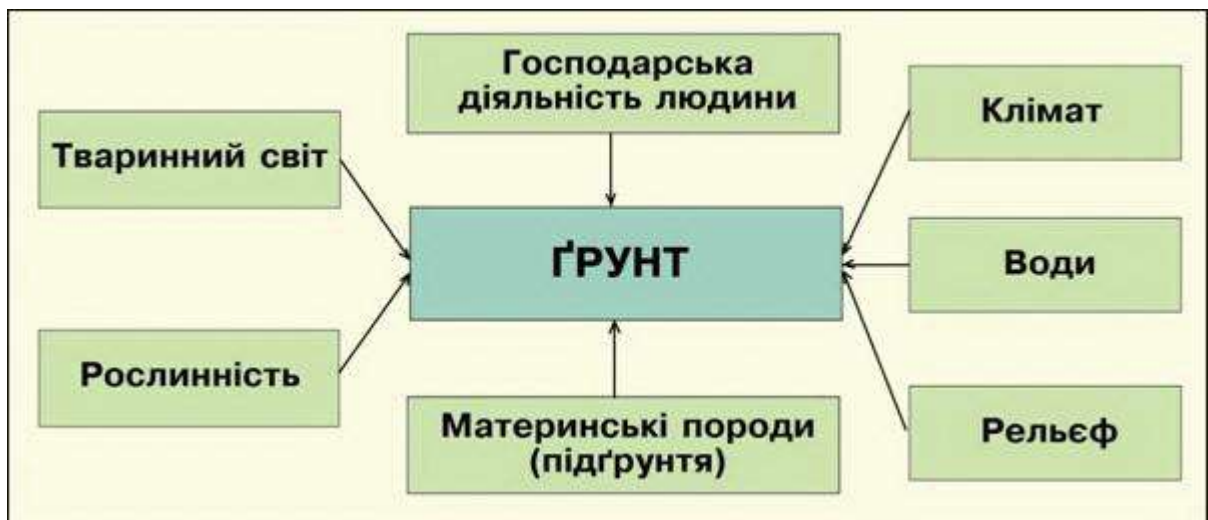 Господарська
діяльність людини
Клімат
Тваринний світ
ҐРУНТ
Води
Рослинність
Материнські породи
(підґрунтя)
Рельєф